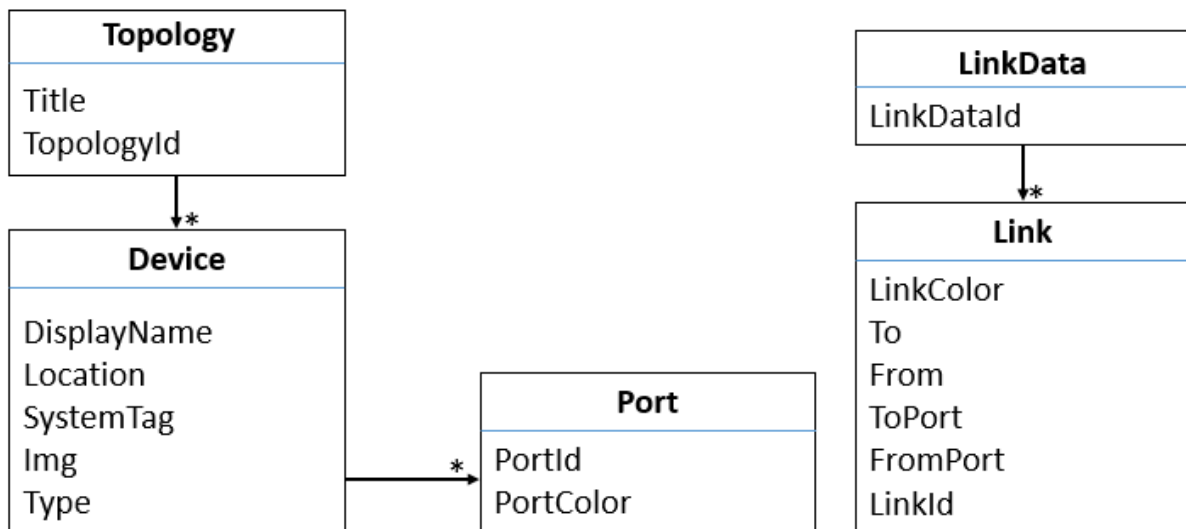 Topology
Title
TopologyId
*
Device
DisplayName
Location
SystemTag
Img
Type
*
Port
PortId
PortColor
LinkData
LinkDataId
*
Link
LinkColor
To
From
ToPort
FromPort
LinkId